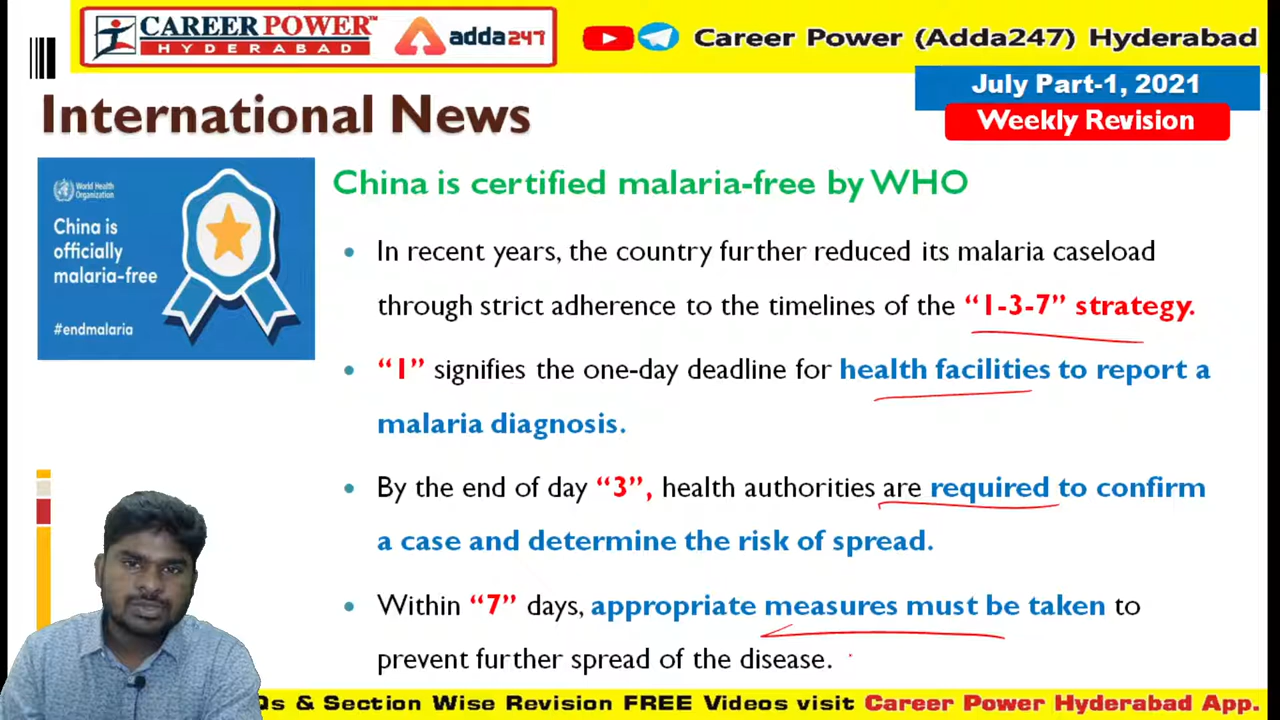 CAREER POWER™
HYDERABAD
adda247
Career Power (Adda247) Hyderabad
July Part-1, 2021
Weekly Revision
International News
World Health
Organization
China is
officially
malaria-free
#endmalaria
China is certified malaria-free by WHO
• In recent years, the country further reduced its malaria caseload
through strict adherence to the timelines of the “1-3-7” strategy.
• “1” signifies the one-day deadline for health facilities to report a
malaria diagnosis.
• By the end of day “3”, health authorities are required to confirm
a case and determine the risk of spread.
• Within “7” days, appropriate measures must be taken to
prevent further spread of the disease.
Qs & Section Wise Revision FREE Videos visit Career Power Hyderabad App.